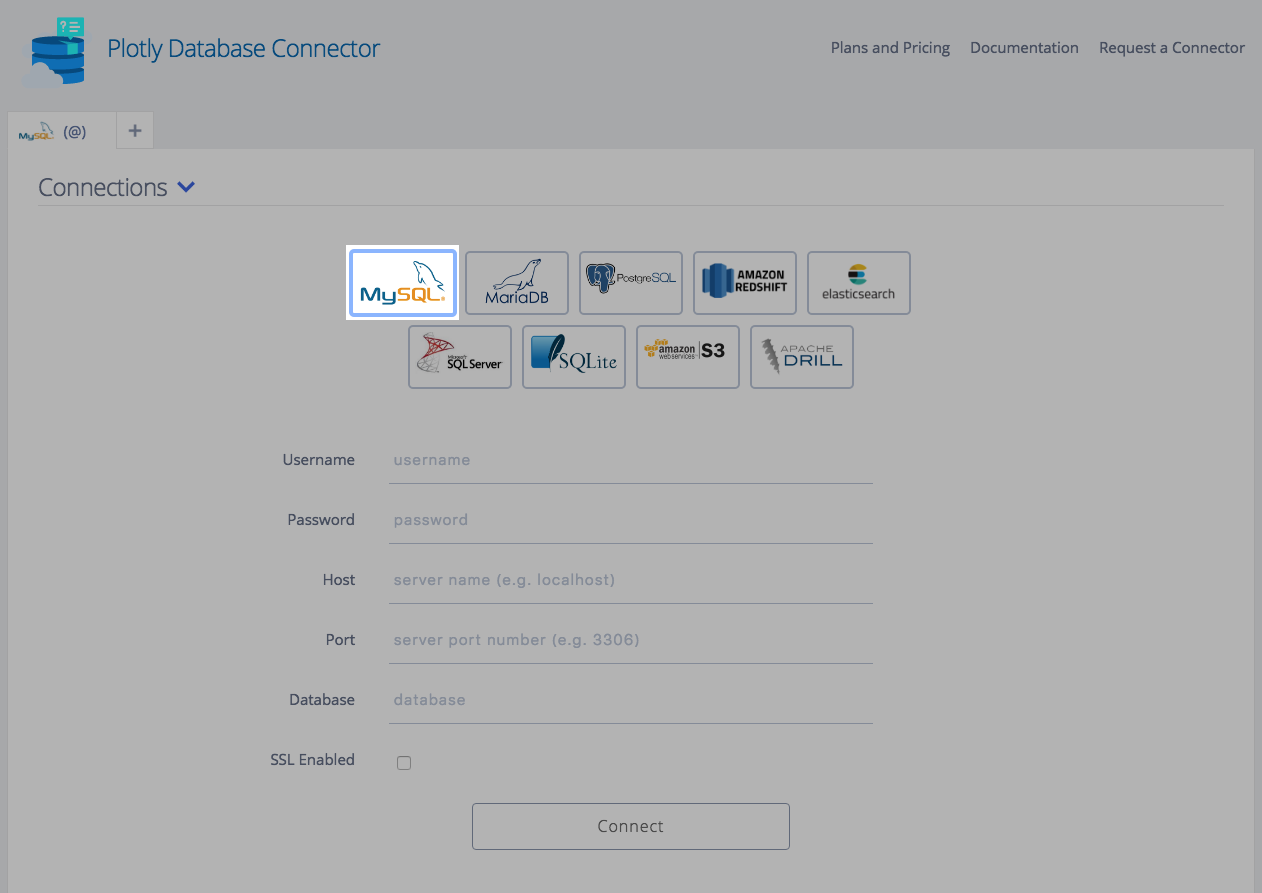 ?
Plotly Database Connector
Plans and Pricing Documentation Request a Connector
MySQL (@) +
Connections
MySQL® MariaDB PostgreSQL AMAZON REDSHIFT elasticsearch
Microsoft SQL Server SQLite amazon web services™ S3 APACHE DRILL
Username username
Password password
Host server name (e.g. localhost)
Port server port number (e.g. 3306)
Database database
SSL Enabled
Connect